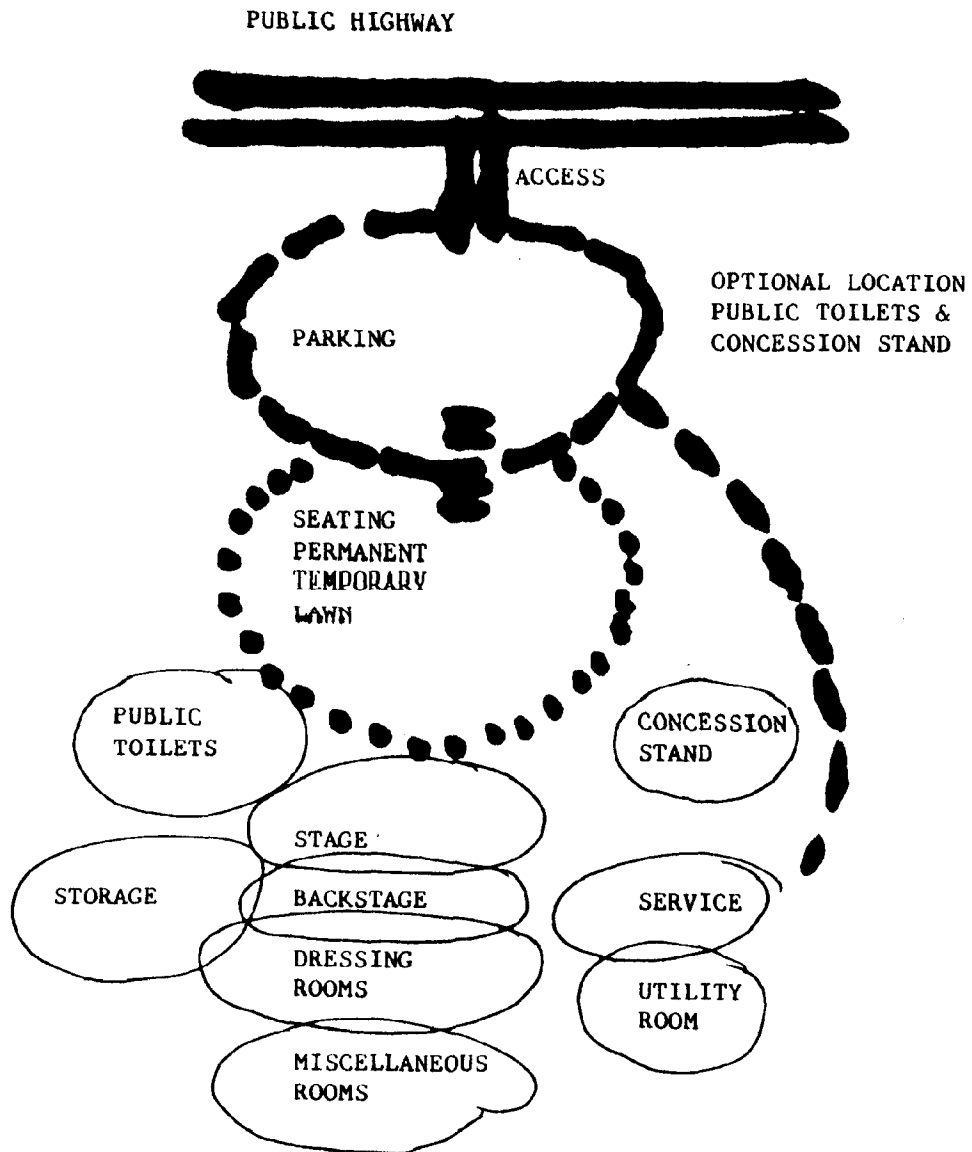 PUBLIC HIGHWAY
ACCESS
OPTIONAL LOCATION
PUBLIC TOILETS &
CONCESSION STAND
PARKING
SEATING
PERMANENT
TEMPORARY
LAWN
PUBLIC
TOILETS
CONCESSION
STAND
STAGE
STORAGE
BACKSTAGE
SERVICE
DRESSING
ROOMS
UTILITY
ROOM
MISCELLANEOUS
ROOMS